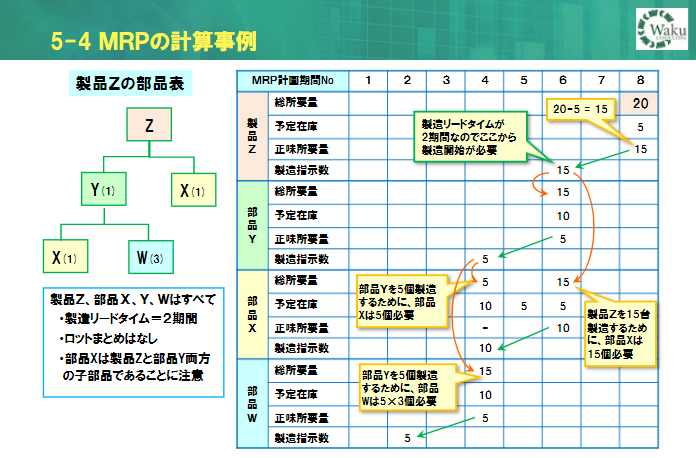 5-4 MRPの計算事例
Waku
CONSULTING
製品Zの部品表
Z
Y(1)
X(1)
X(1)
W(3)
製品Z、部品X、Y、Wはすべて
・製造リードタイム＝2期間
・ロットまとめはなし
・部品Xは製品Zと部品Y両方
の子部品であることに注意
MRP計画期間No 1 2 3 4 5 6 7 8
製品Z
総所要量 20
予定在庫 5
正味所要量 15
製造指示数 15
部品Y
総所要量 15
予定在庫 10
正味所要量 5
製造指示数 5
部品X
総所要量 5 15
予定在庫 10 5 5
正味所要量 - 10
製造指示数 10
部品W
総所要量 15
予定在庫 10
正味所要量 5
製造指示数 5
20-5 = 15
製造リードタイムが
2期間なのでここから
製造開始が必要
部品Yを5個製造
するために、部品
Xは5個必要
製品Zを15台
製造するため
に、部品Xは
15個必要
部品Yを5個製造
するために、部品
Wは5×3個必要